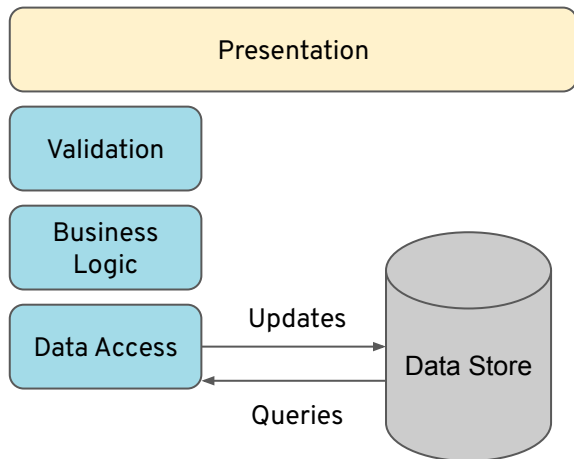 Presentation
Validation
Business
Logic
Data Access
Updates
Data Store
Queries